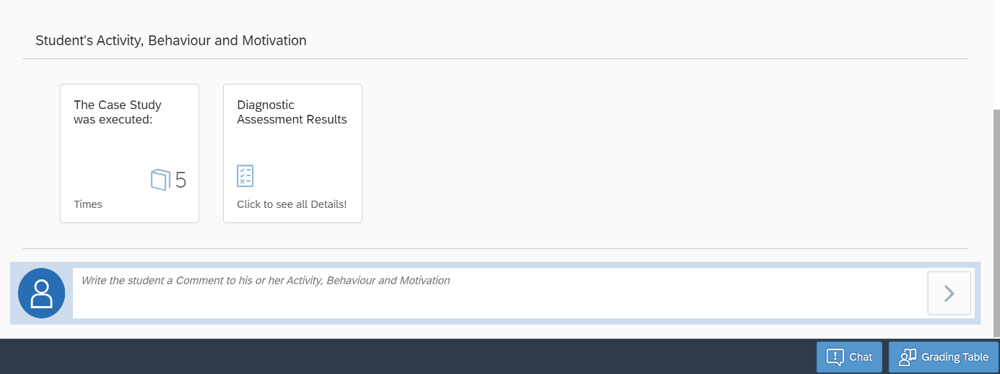 Student's Activity, Behaviour and Motivation
The Case Study
was executed:
5
Times
Diagnostic
Assessment Results
Click to see all Details!
Write the student a Comment to his or her Activity, Behaviour and Motivation
Chat
Grading Table